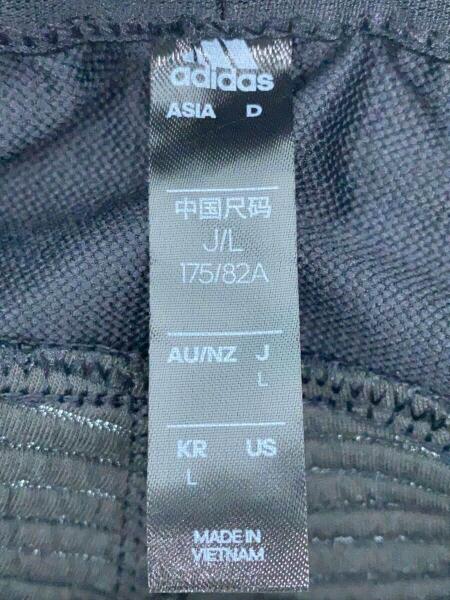 adidas
ASIA D
中国尺码
J/L
175/82A
AU/NZ J
L
KR US
L
MADE IN
VIETNAM